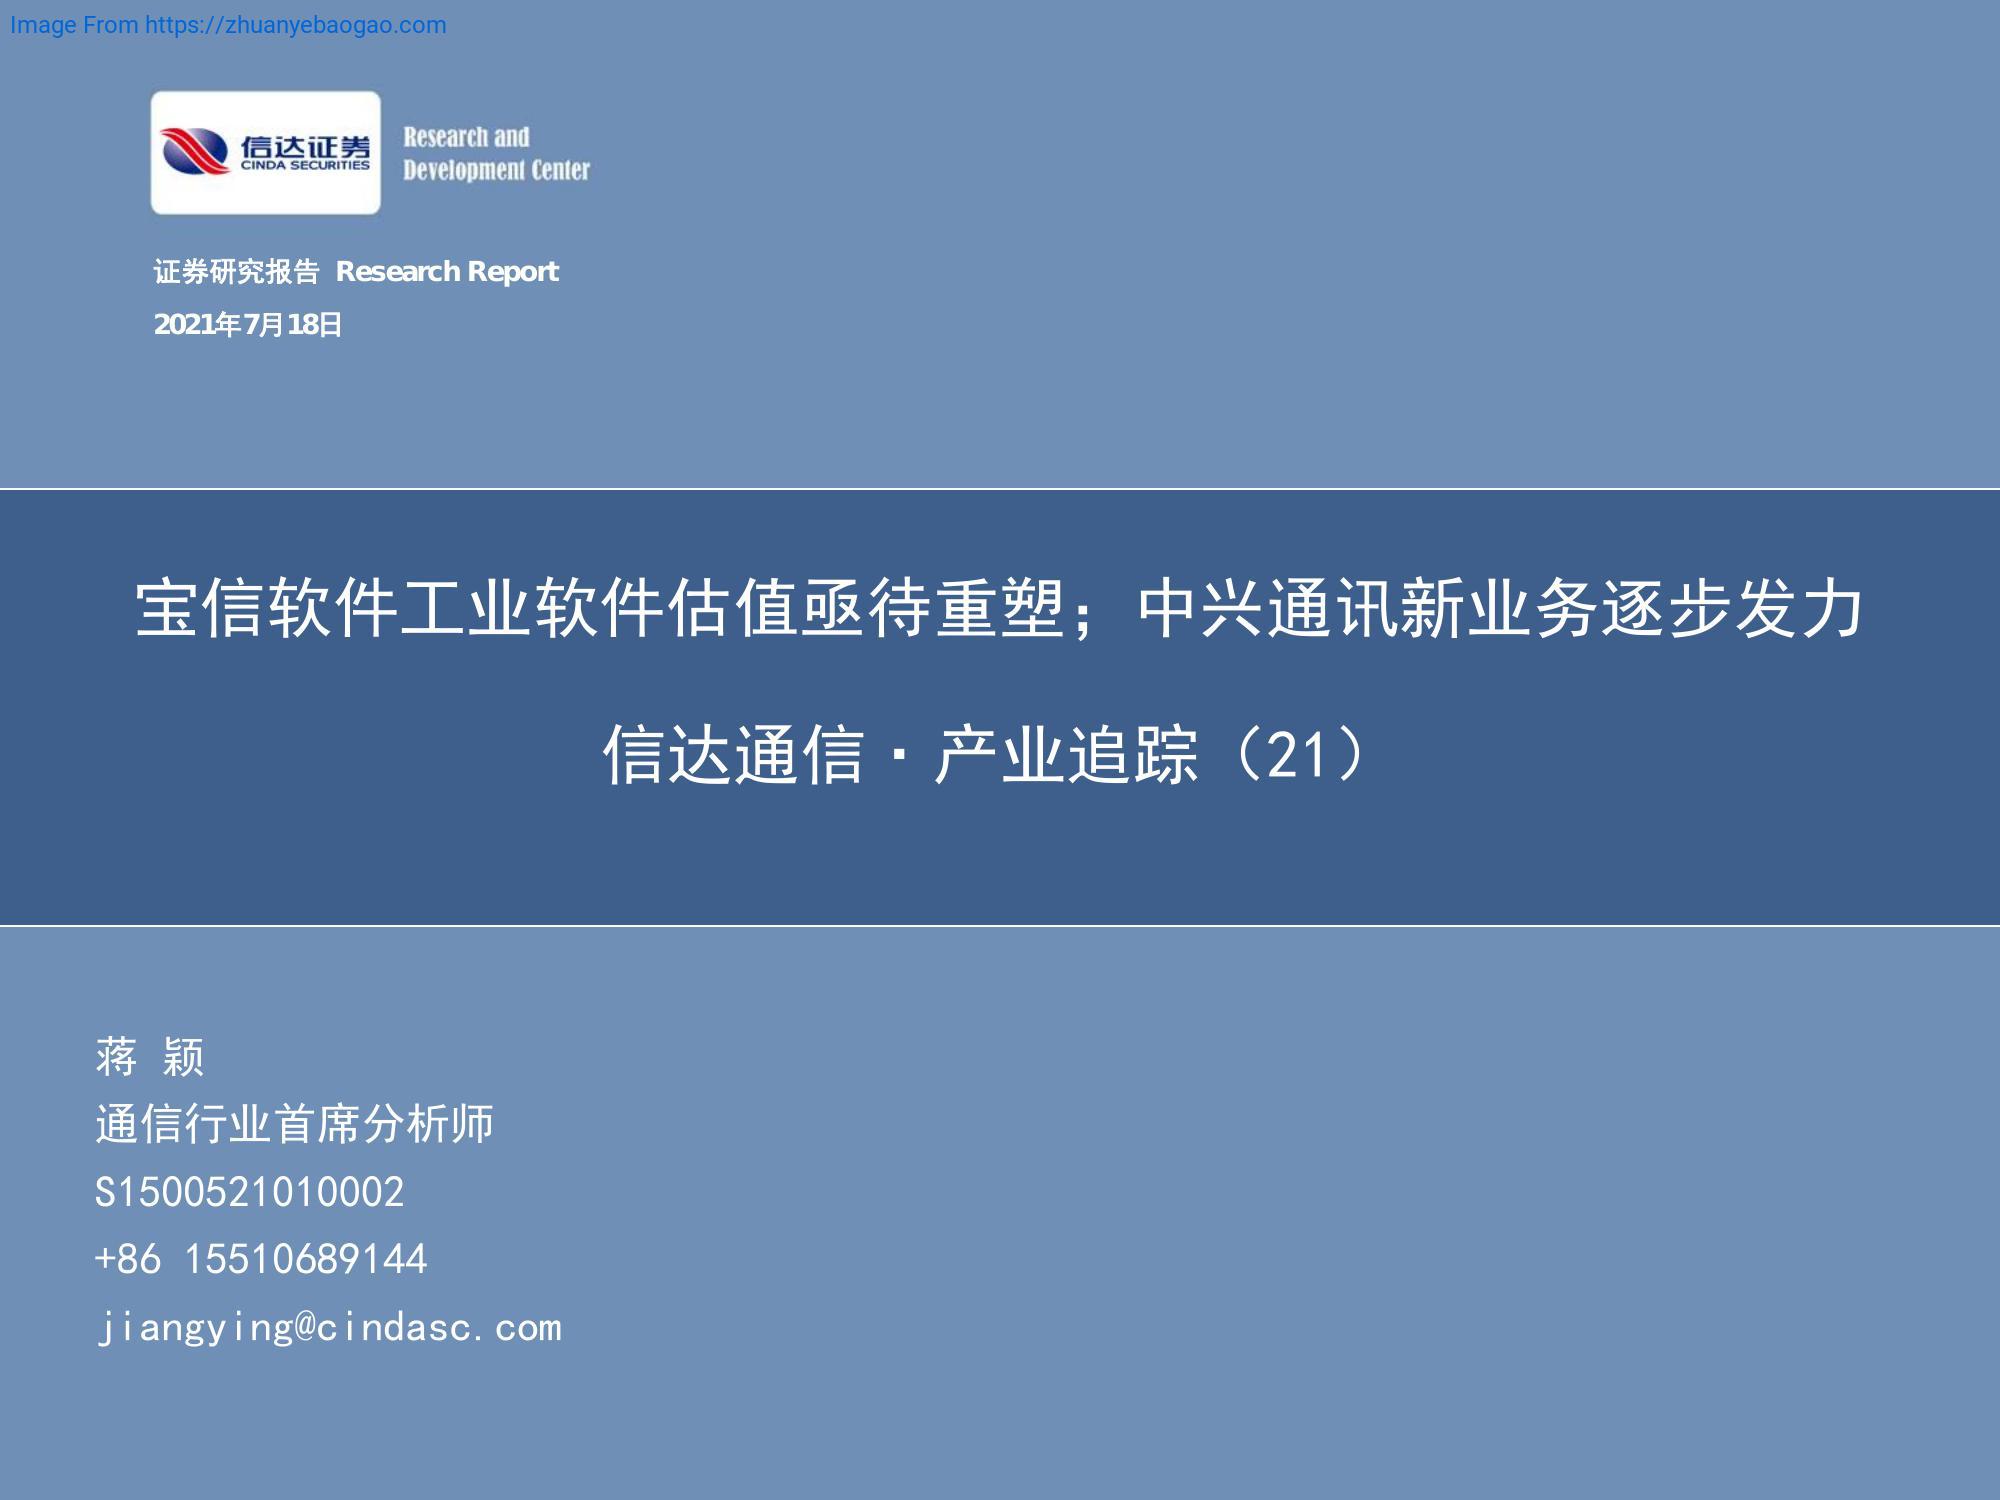 Image From https://zhuanyebaogao.com
信达证券
CINDA SECURITIES
Research and
Development Center
证券研究报告 Research Report
2021年7月18日
宝信软件工业软件估值亟待重塑；中兴通讯新业务逐步发力
信达通信·产业追踪（21）
蒋 颖
通信行业首席分析师
S1500521010002
+86 15510689144
jiangying@cindasc.com